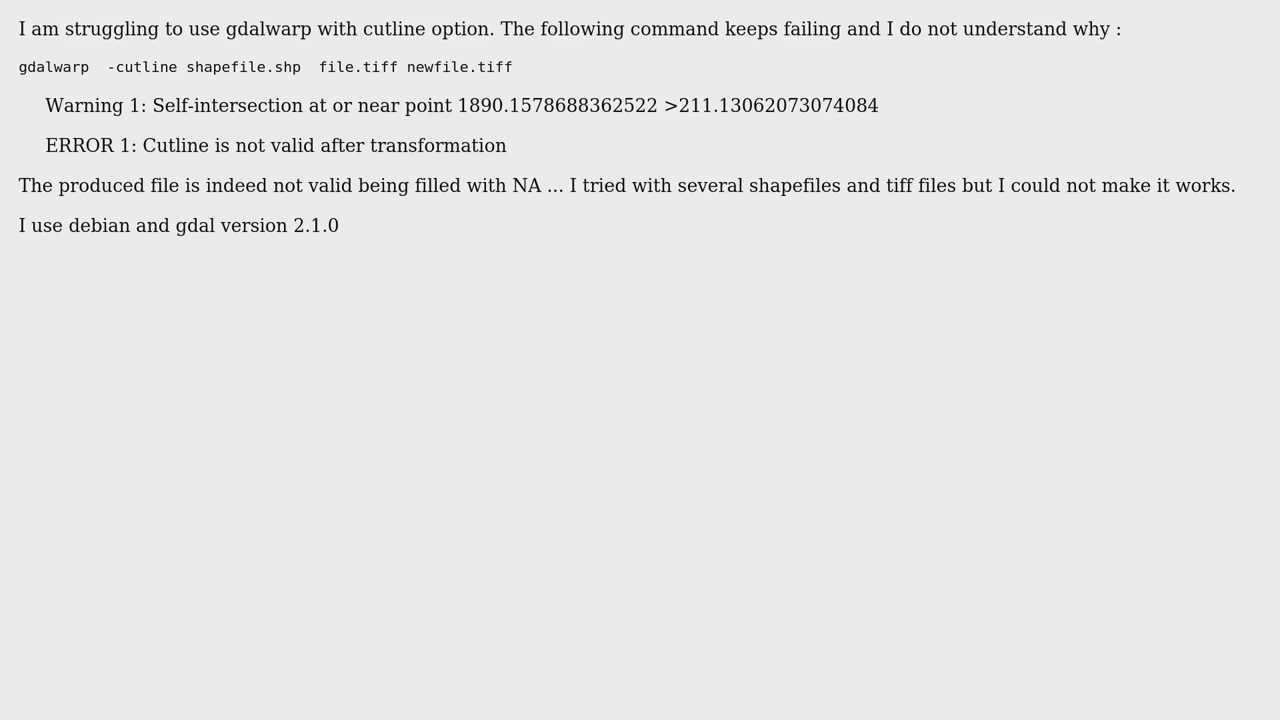 I am struggling to use gdalwarp with cutline option. The following command keeps failing and I do not understand why :
gdalwarp  -cutline shapefile.shp  file.tiff newfile.tiff
Warning 1: Self-intersection at or near point 1890.1578688362522 >211.13062073074084
ERROR 1: Cutline is not valid after transformation
The produced file is indeed not valid being filled with NA ... I tried with several shapefiles and tiff files but I could not make it works.
I use debian and gdal version 2.1.0